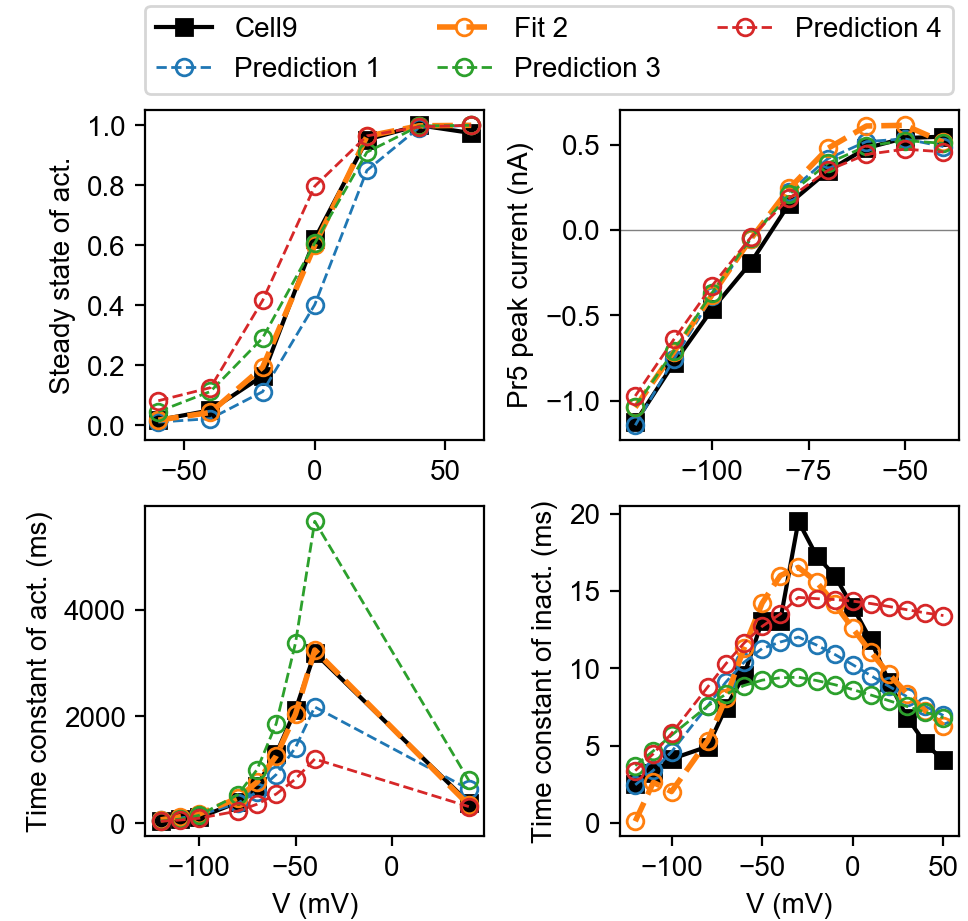 Cell9 Fit 2 Prediction 4
Prediction 1 Prediction 3
Steady state of act.
1.0
0.8
0.6
0.4
0.2
0.0
−50 0 50
Pr5 peak current (nA)
0.5
0.0
−0.5
−1.0
−100 −75 −50
Time constant of act. (ms)
4000
2000
0
−100 −50 0
V (mV)
Time constant of inact. (ms)
20
15
10
5
0
−100 −50 0 50
V (mV)